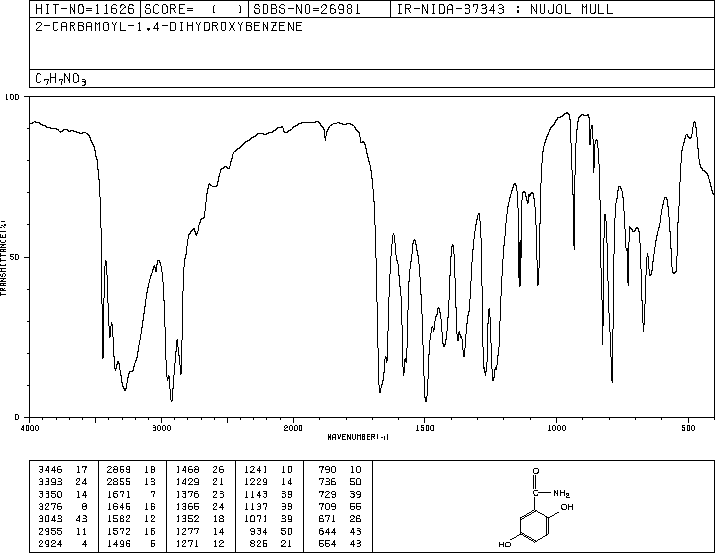 HIT-NO=11626 SCORE= ( ) SDBS-NO=26981 IR-NIDA-37343 : NUJOL MULL
2-CARBAMOYL-1,4-DIHYDROXYBENZENE
C7H7NO3
100
TRANSMITTANCE(%)
50
0
4000 3000 2000 1500 1000 500
WAVENUMBER(-1)
3446 17 2869 18 1468 26 1241 10 790 10
3393 24 2855 13 1429 21 1229 14 736 50
3350 14 1671 7 1376 23 1143 39 729 39
3276 8 1646 16 1366 24 1137 39 709 55
3043 43 1582 12 1352 18 1071 39 671 26
2955 11 1572 16 1277 14 934 50 644 43
2924 4 1496 5 1271 12 826 21 554 43
O
C NH2
OH
HO